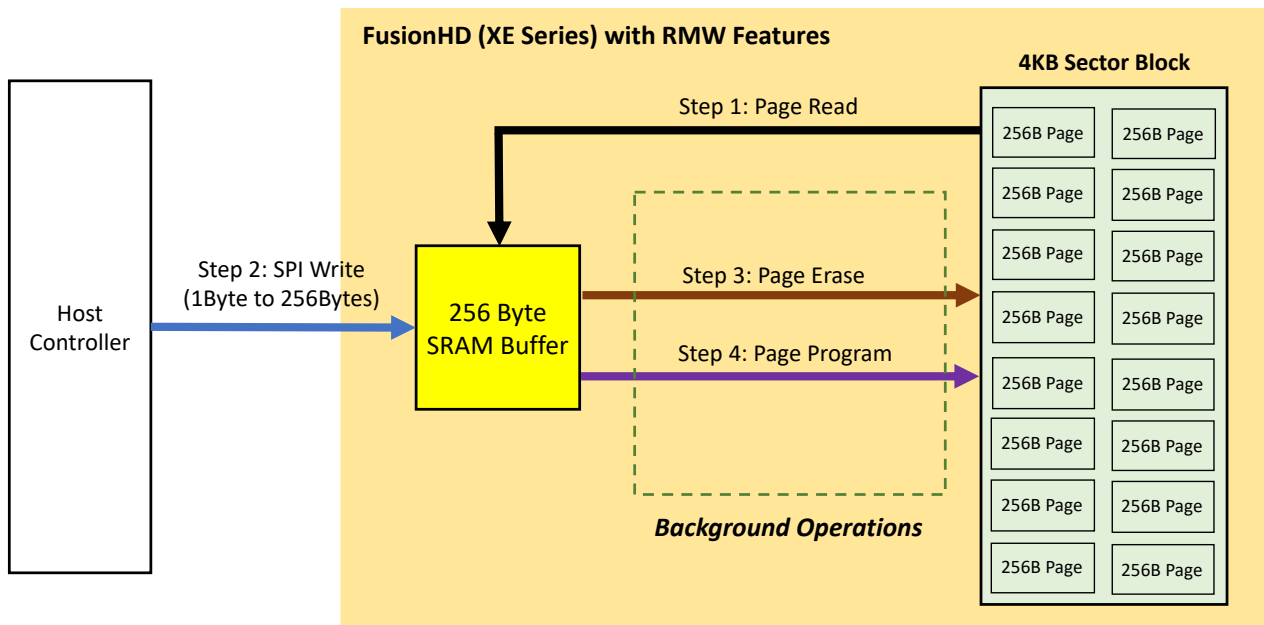 FusionHD (XE Series) with RMW Features
4KB Sector Block
Step 1: Page Read
256B Page 256B Page
256B Page 256B Page
256B Page 256B Page
256B Page 256B Page
256B Page 256B Page
256B Page 256B Page
256B Page 256B Page
256B Page 256B Page
Host
Controller
Step 2: SPI Write
(1Byte to 256Bytes)
256 Byte
SRAM Buffer
Step 3: Page Erase
Step 4: Page Program
Background Operations